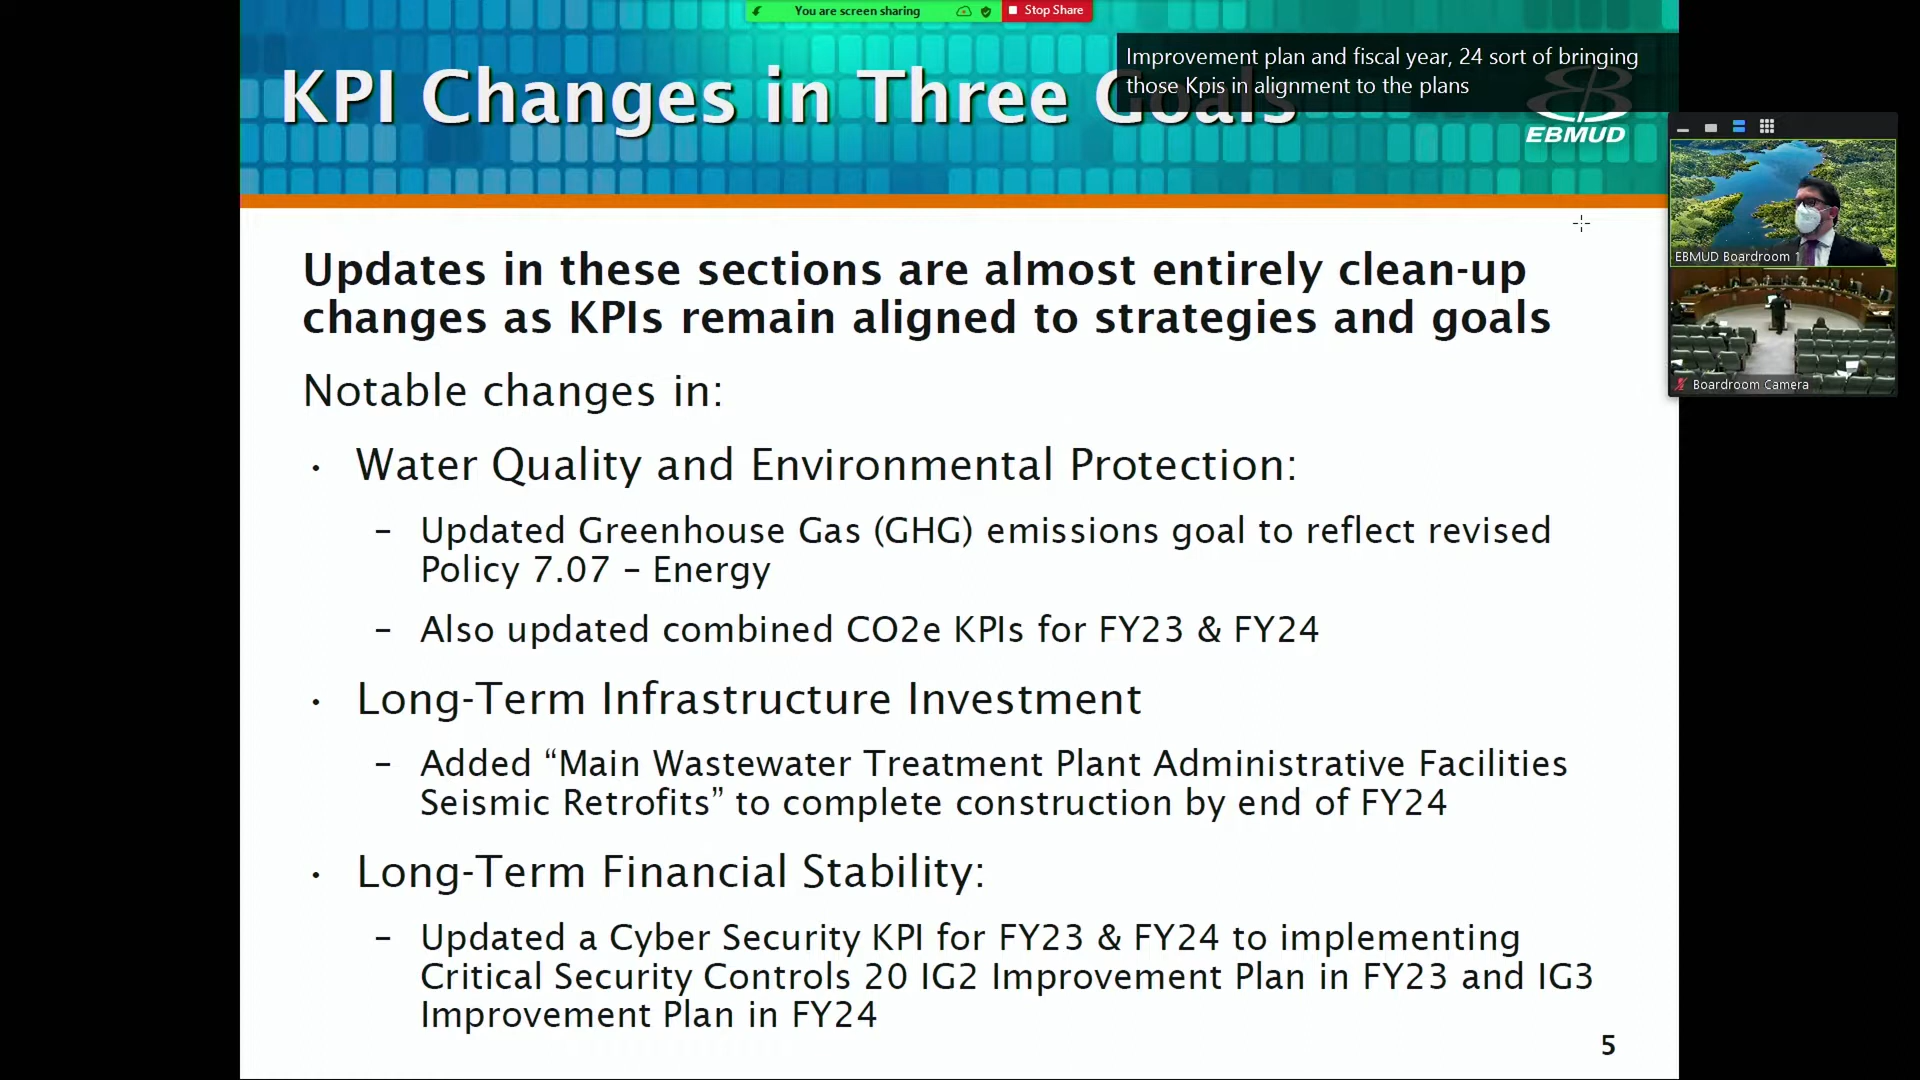 You are screen sharing
Stop Share
Improvement plan and fiscal year, 24 sort of bringing
those Kpis in alignment to the plans
KPI Changes in Three Goals
EBMUD
EBMUD Boardroom 1
Boardroom Camera
Updates in these sections are almost entirely clean-up
changes as KPIs remain aligned to strategies and goals
Notable changes in:
• Water Quality and Environmental Protection:
– Updated Greenhouse Gas (GHG) emissions goal to reflect revised
Policy 7.07 – Energy
– Also updated combined CO2e KPIs for FY23 & FY24
• Long-Term Infrastructure Investment
– Added “Main Wastewater Treatment Plant Administrative Facilities
Seismic Retrofits” to complete construction by end of FY24
• Long-Term Financial Stability:
– Updated a Cyber Security KPI for FY23 & FY24 to implementing
Critical Security Controls 20 IG2 Improvement Plan in FY23 and IG3
Improvement Plan in FY24
5